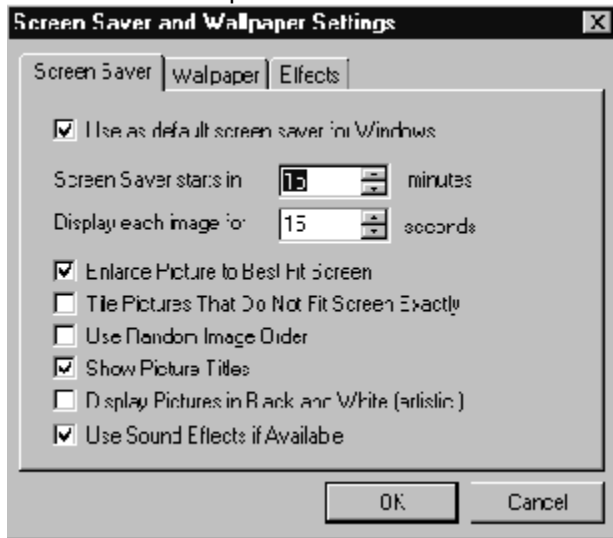 Screen Saver and Wallpaper Settings
Screen Saver Wallpaper Effects
Use as default screen saver for Windows
Screen Saver starts in 15 minutes
Display each image for 15 seconds
Enlarge Picture to Best Fit Screen
Tile Pictures That Do Not Fit Screen Exactly
Use Random Image Order
Show Picture Titles
Display Pictures in Black and White (artistic)
Use Sound Effects if Available
OK Cancel